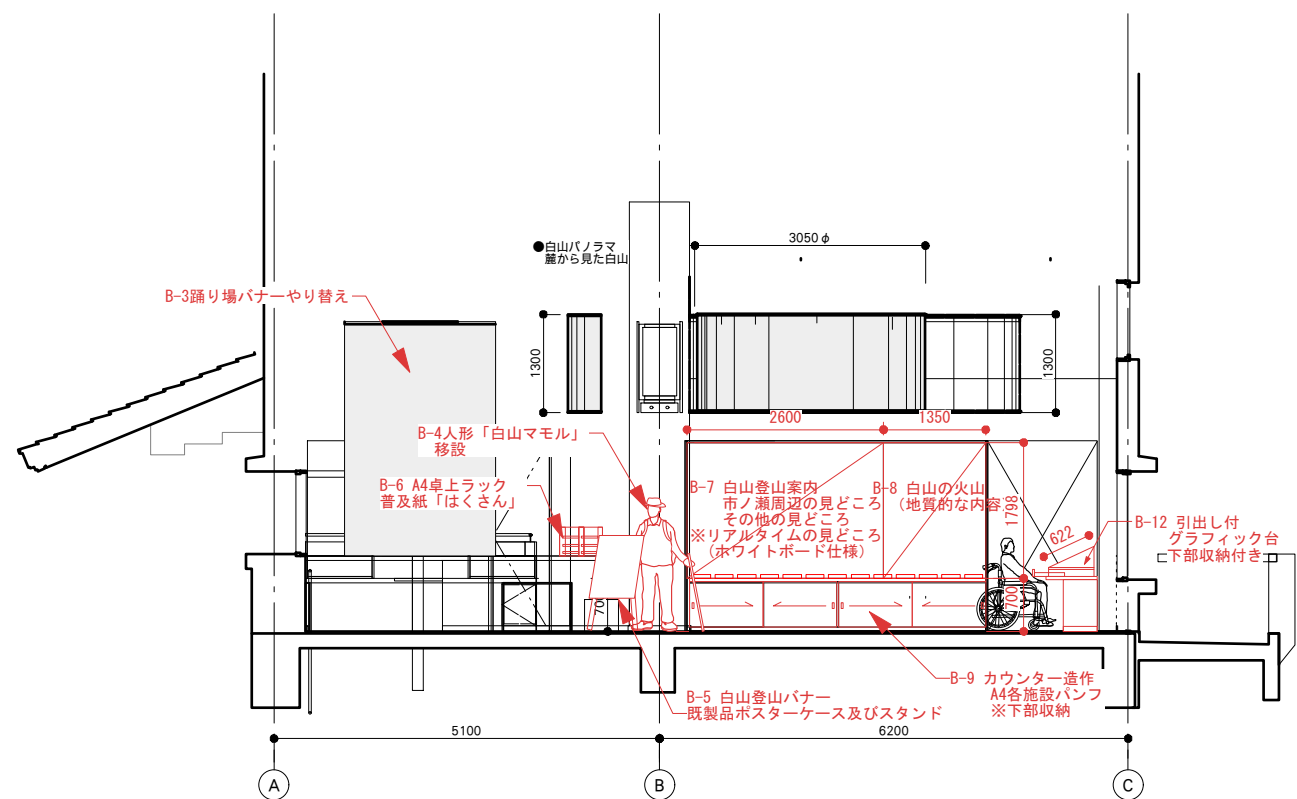 3050φ
●白山パノラマ
麓から見た白山
B-3踊り場バナーやり替え
1300
1300
2600
1350
B-4人形「白山マモル」
移設
B-6 A4卓上ラック
普及紙「はくさん」
B-7 白山登山案内
市ノ瀬周辺の見どころ
その他の見どころ
※リアルタイムの見どころ
(ホワイトボード仕様)
B-8 白山の火山
(地質的な内容)
1798
622
B-12 引出し付
グラフィック台
下部収納付き
700
700
B-9 カウンター造作
A4各施設パンフ
※下部収納
B-5 白山登山バナー
既製品ポスターケース及びスタンド
5100
6200
A
B
C